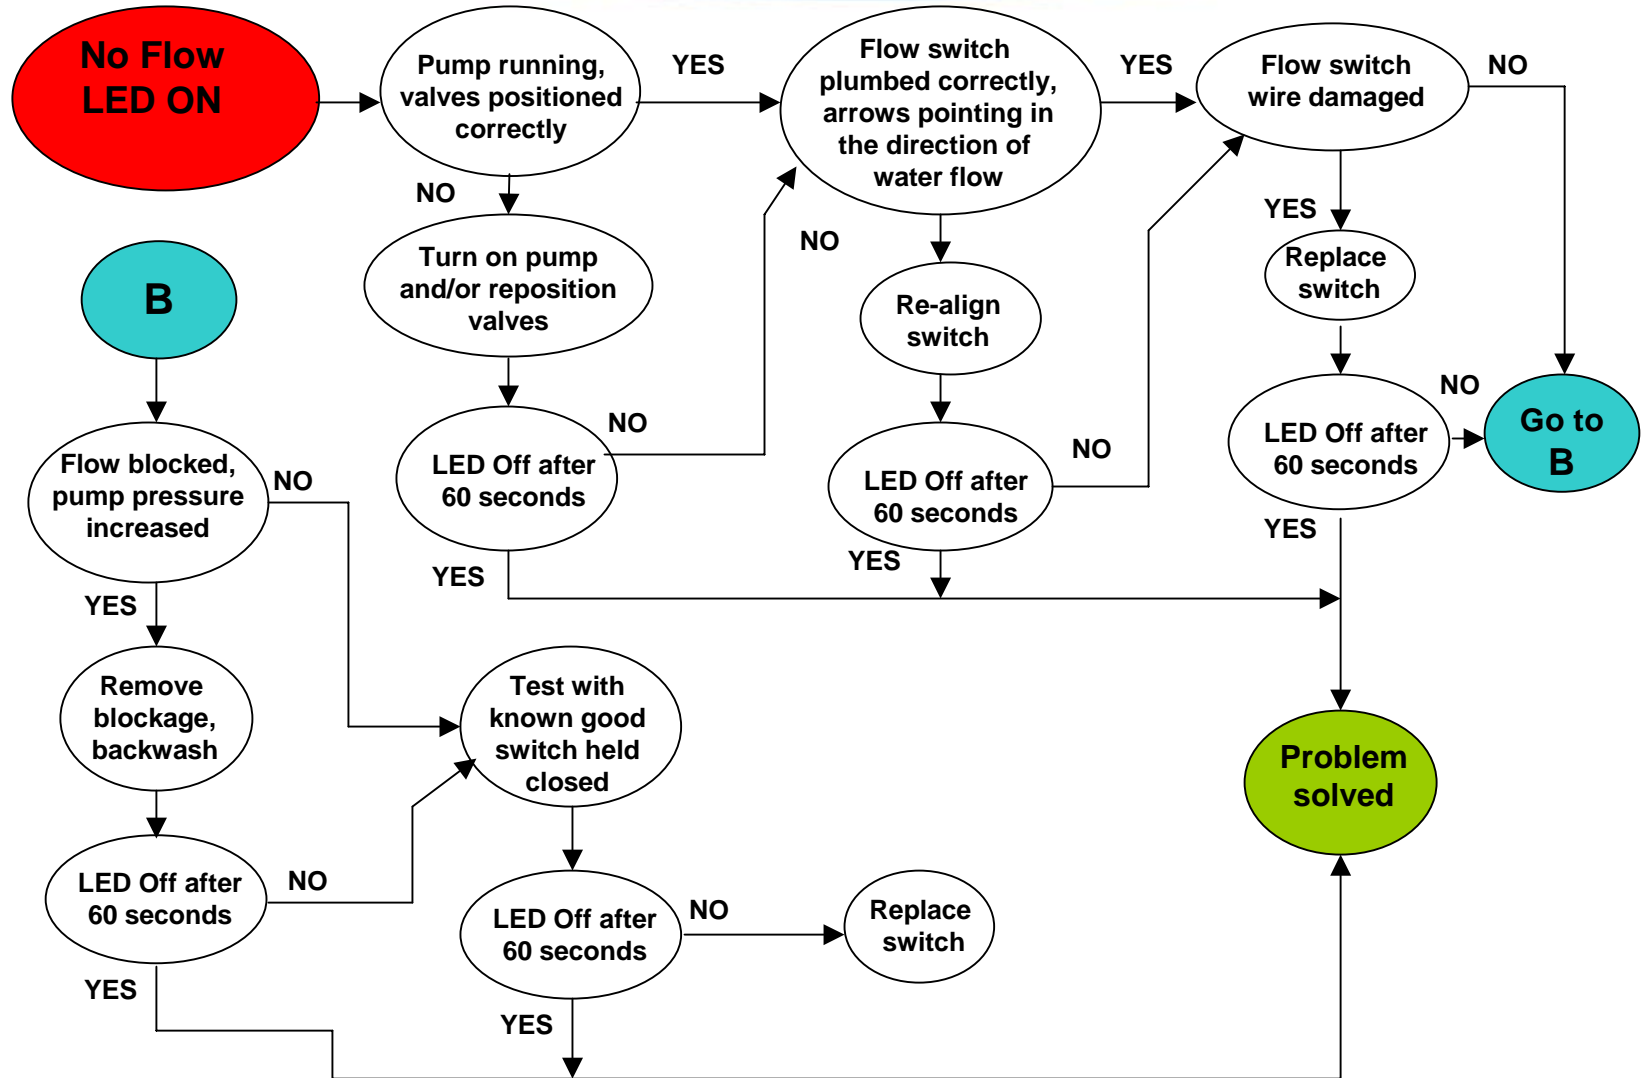 No Flow
LED ON
Pump running,
valves positioned
correctly
YES
Flow switch
plumbed correctly,
arrows pointing in
the direction of
water flow
YES
Flow switch
wire damaged
NO
NO
Turn on pump
and/or reposition
valves
NO
Re-align
switch
YES
Replace
switch
B
LED Off after
60 seconds
NO
YES
LED Off after
60 seconds
NO
YES
LED Off after
60 seconds
NO
YES
Go to
B
Flow blocked,
pump pressure
increased
NO
YES
Remove
blockage,
backwash
Test with
known good
switch held
closed
Problem
solved
LED Off after
60 seconds
NO
YES
LED Off after
60 seconds
NO
YES
Replace
switch